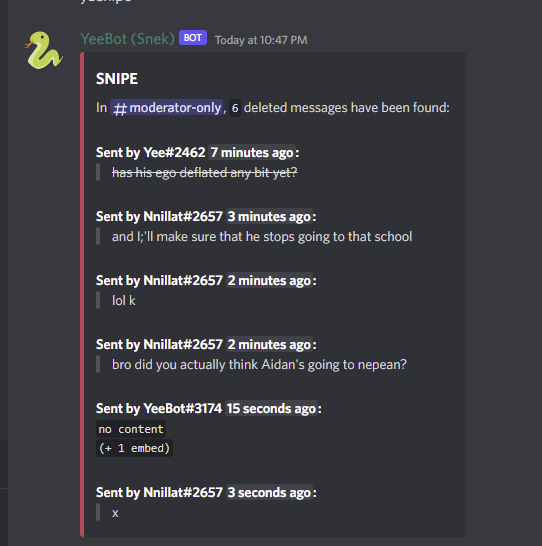 YeeBot (Snek) BOT Today at 10:47 PM
SNIPE
In #moderator-only, 6 deleted messages have been found:
Sent by Yee#2462 7 minutes ago:
has his ego deflated any bit yet?
Sent by Nnillat#2657 3 minutes ago:
and I;'ll make sure that he stops going to that school
Sent by Nnillat#2657 2 minutes ago:
lol k
Sent by Nnillat#2657 2 minutes ago:
bro did you actually think Aidan's going to nepean?
Sent by YeeBot#3174 15 seconds ago:
no content
(+ 1 embed)
Sent by Nnillat#2657 3 seconds ago:
x